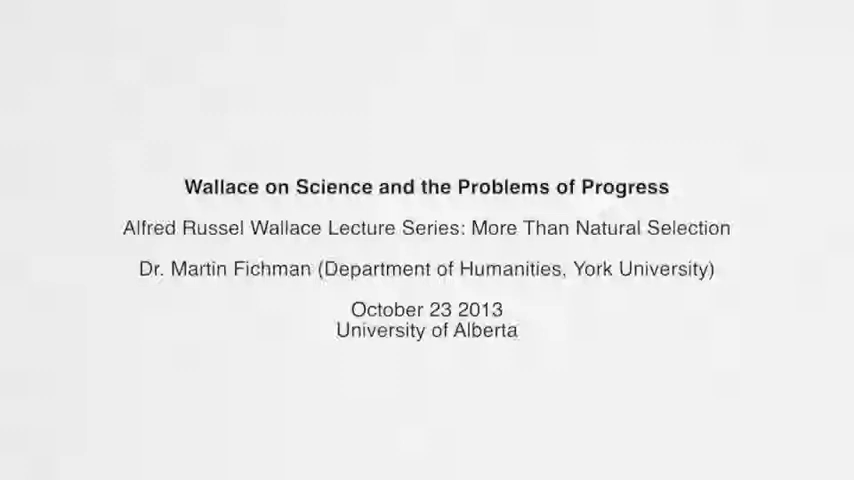 Wallace on Science and the Problems of Progress
Alfred Russel Wallace Lecture Series: More Than Natural Selection
Dr. Martin Fichman (Department of Humanities, York University)
October 23 2013
University of Alberta